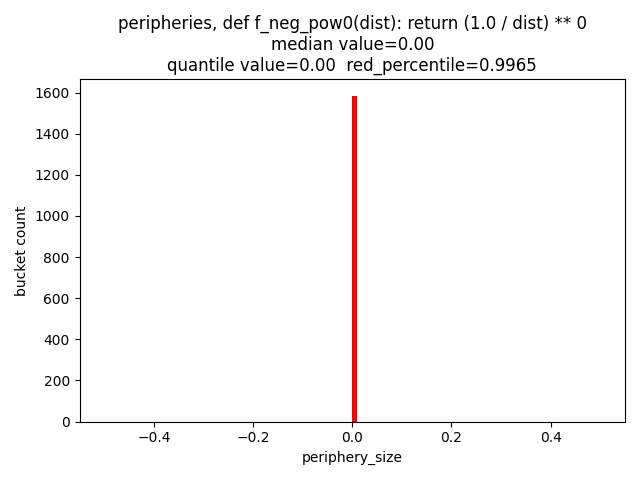 peripheries, def f_neg_pow0(dist): return (1.0 / dist) ** 0
median value=0.00
quantile value=0.00  red_percentile=0.9965
1600
1400
1200
1000
800
600
400
200
0
bucket count
−0.4 −0.2 0.0 0.2 0.4
periphery_size